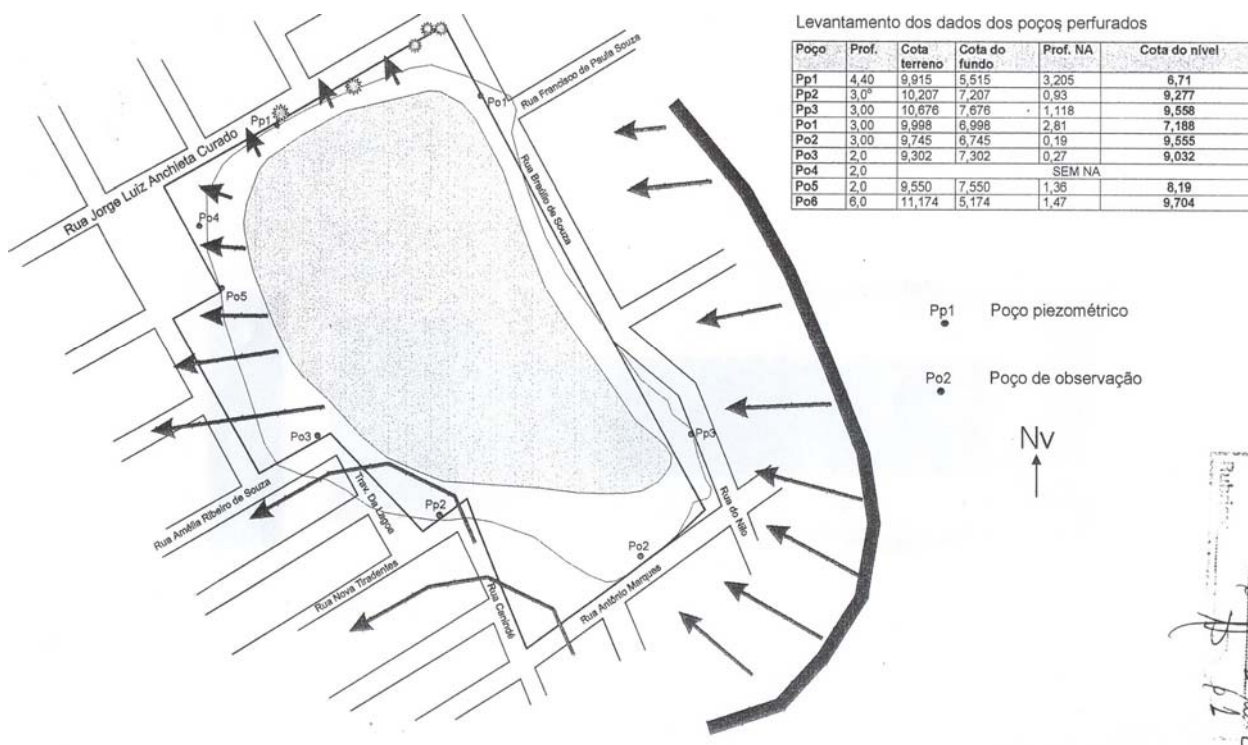 Levantamento dos dados dos poços perfurados
Poço Prof. Cota terreno Cota do fundo Prof. NA Cota do nível
Pp1 4,40 9,915 5,515 3,205 6,71
Pp2 3,0º 10,207 7,207 0,93 9,277
Pp3 3,00 10,676 7,676 1,118 9,558
Po1 3,00 9,998 6,998 2,81 7,188
Po2 3,00 9,745 6,745 0,19 9,555
Po3 2,0 9,302 7,302 0,27 9,032
Po4 2,0 SEM NA
Po5 2,0 9,550 7,550 1,36 8,19
Po6 6,0 11,174 5,174 1,47 9,704
Rua Francisco de Paula Souza
Po1
Pp1
Rua Jorge Luiz Anchieta Curado
Rua Bretúlio de Souza
Po4
Po5
Pp1 Poço piezométrico
Po2 Poço de observação
Nv
Po3
Pp3
Rua Amélia Ribeiro de Souza
Trav. Da Lagoa
Pp2
Rua do Nilo
Po2
Rua Nova Tiradentes
Rua Canindé
Rua Antônio Marques